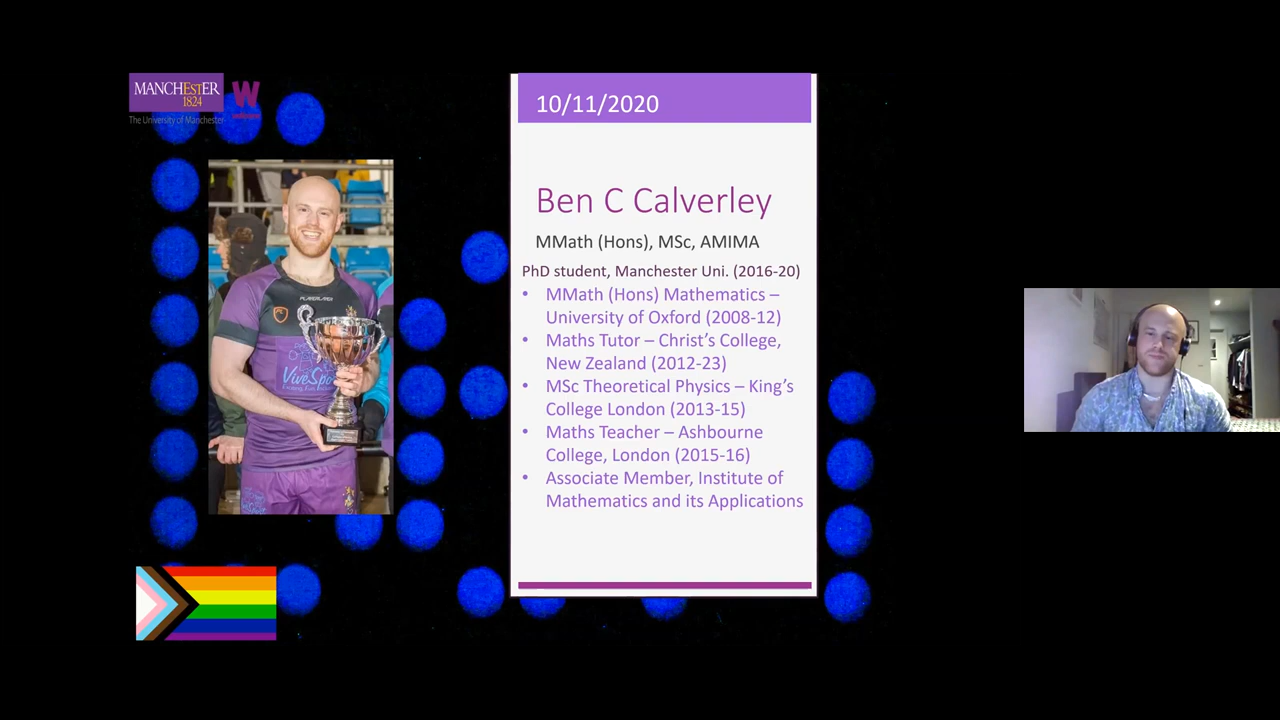 MANCHESTER
1824
The University of Manchester
W
10/11/2020
Ben C Calverley
MMath (Hons), MSc, AMIMA
PhD student, Manchester Uni. (2016-20)
• MMath (Hons) Mathematics –
University of Oxford (2008-12)
• Maths Tutor – Christ's College,
New Zealand (2012-23)
• MSc Theoretical Physics – King's
College London (2013-15)
• Maths Teacher – Ashbourne
College, London (2015-16)
• Associate Member, Institute of
Mathematics and its Applications
PLAYERLAYER
ViveSpo